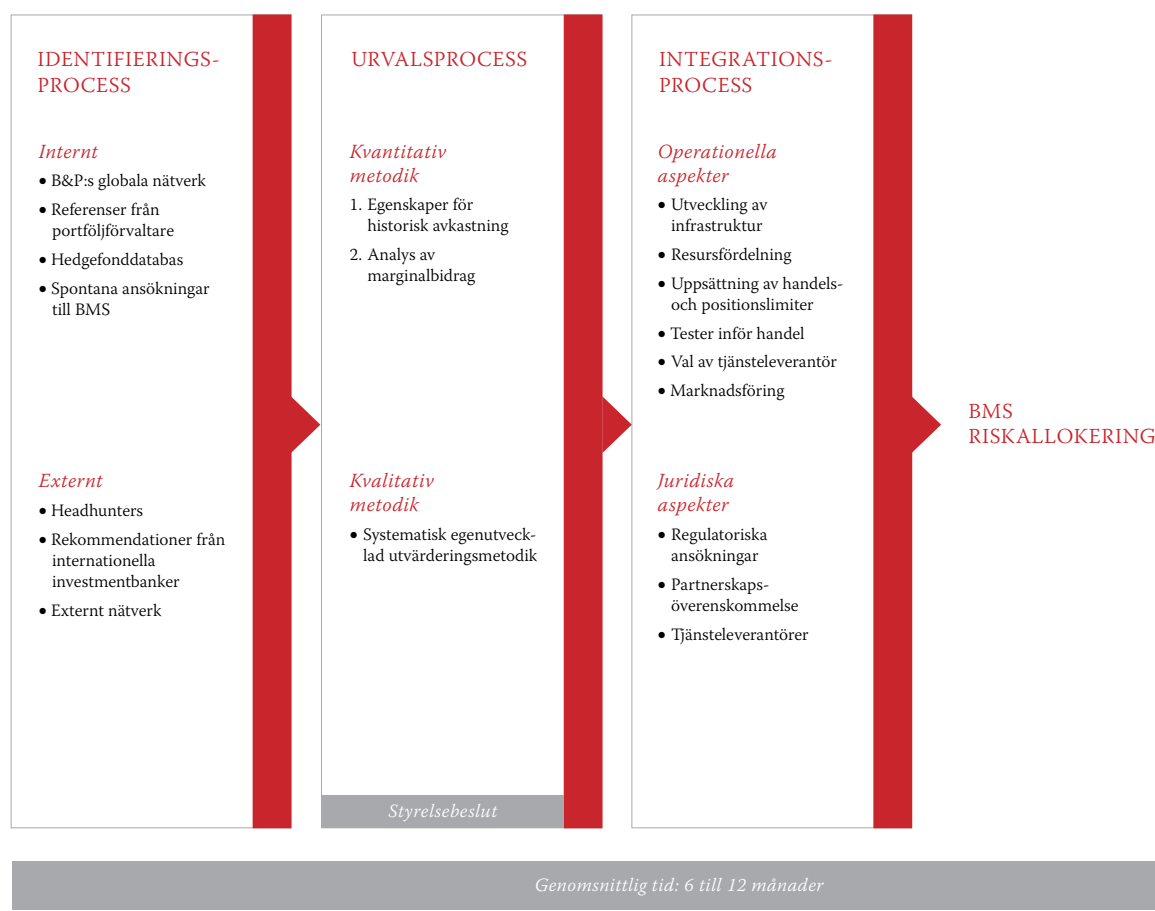 IDENTIFIERINGS-
PROCESS
Internt
• B&P:s globala nätverk
• Referenser från
portföljförvaltare
• Hedgefonddatabas
• Spontana ansökningar
till BMS
Externt
• Headhunters
• Rekommendationer från
internationella
investmentbanker
• Externt nätverk
URVALSPROCESS
Kvantitativ
metodik
1. Egenskaper för
historisk avkastning
2. Analys av
marginalbidrag
Kvalitativ
metodik
• Systematisk egenutveck-
lad utvärderingsmetodik
Styrelsebeslut
INTEGRATIONS-
PROCESS
Operationella
aspekter
• Utveckling av
infrastruktur
• Resursfördelning
• Uppsättning av handels-
och positionslimiter
• Tester inför handel
• Val av tjänsteleverantör
• Marknadsföring
Juridiska
aspekter
• Regulatoriska
ansökningar
• Partnerskaps-
överenskommelse
• Tjänsteleverantörer
BMS
RISKALLOKERING
Genomsnittlig tid: 6 till 12 månader